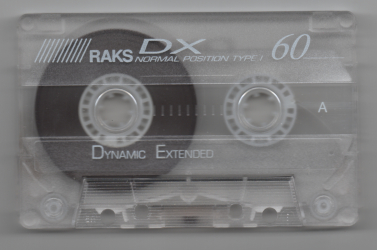 RAKS DX 60
NORMAL POSITION TYPE I
A
DYNAMIC EXTENDED